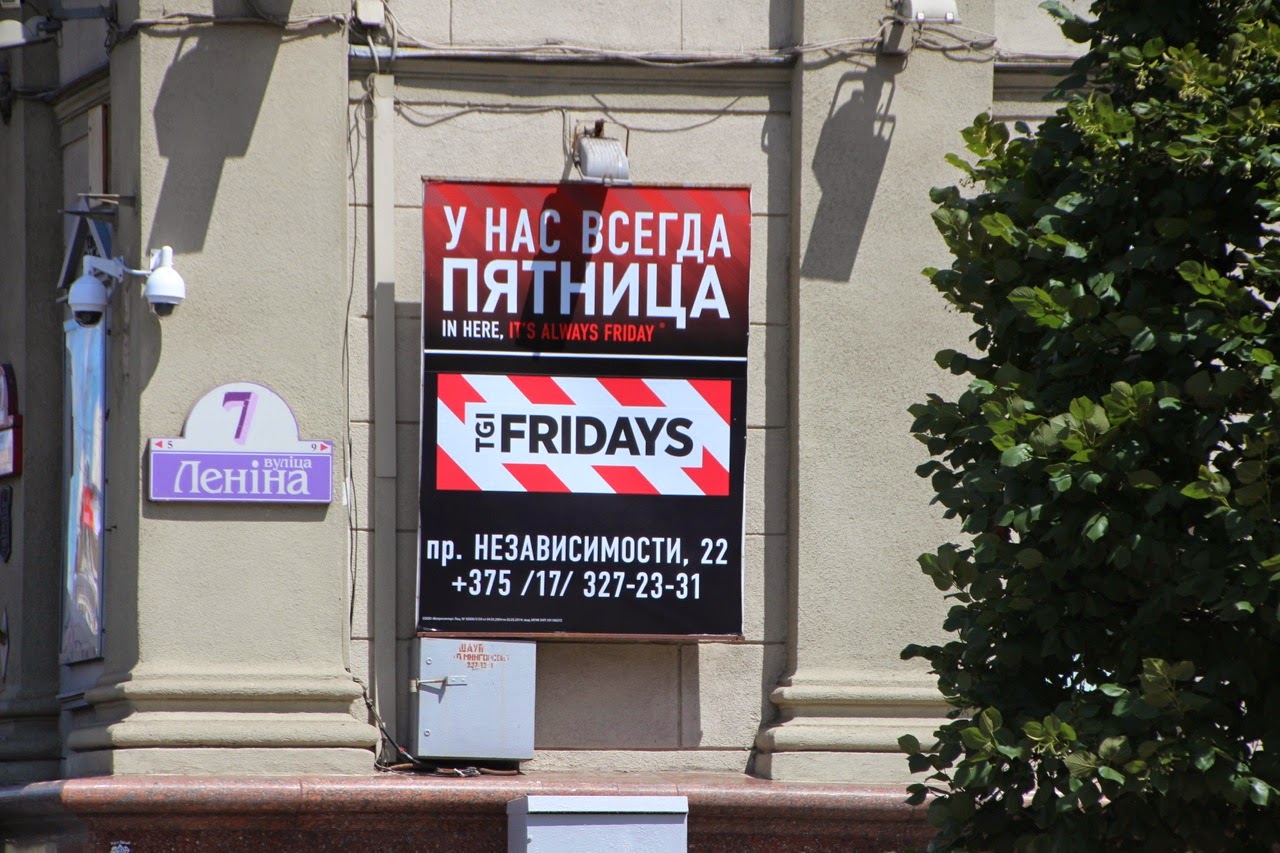 У НАС ВСЕГДА
ПЯТНИЦА
IN HERE, IT'S ALWAYS FRIDAY ®
TGI FRIDAYS
пр. НЕЗАВИСИМОСТИ, 22
+375 /17/ 327-23-31
7
5 9
вуліца
Леніна